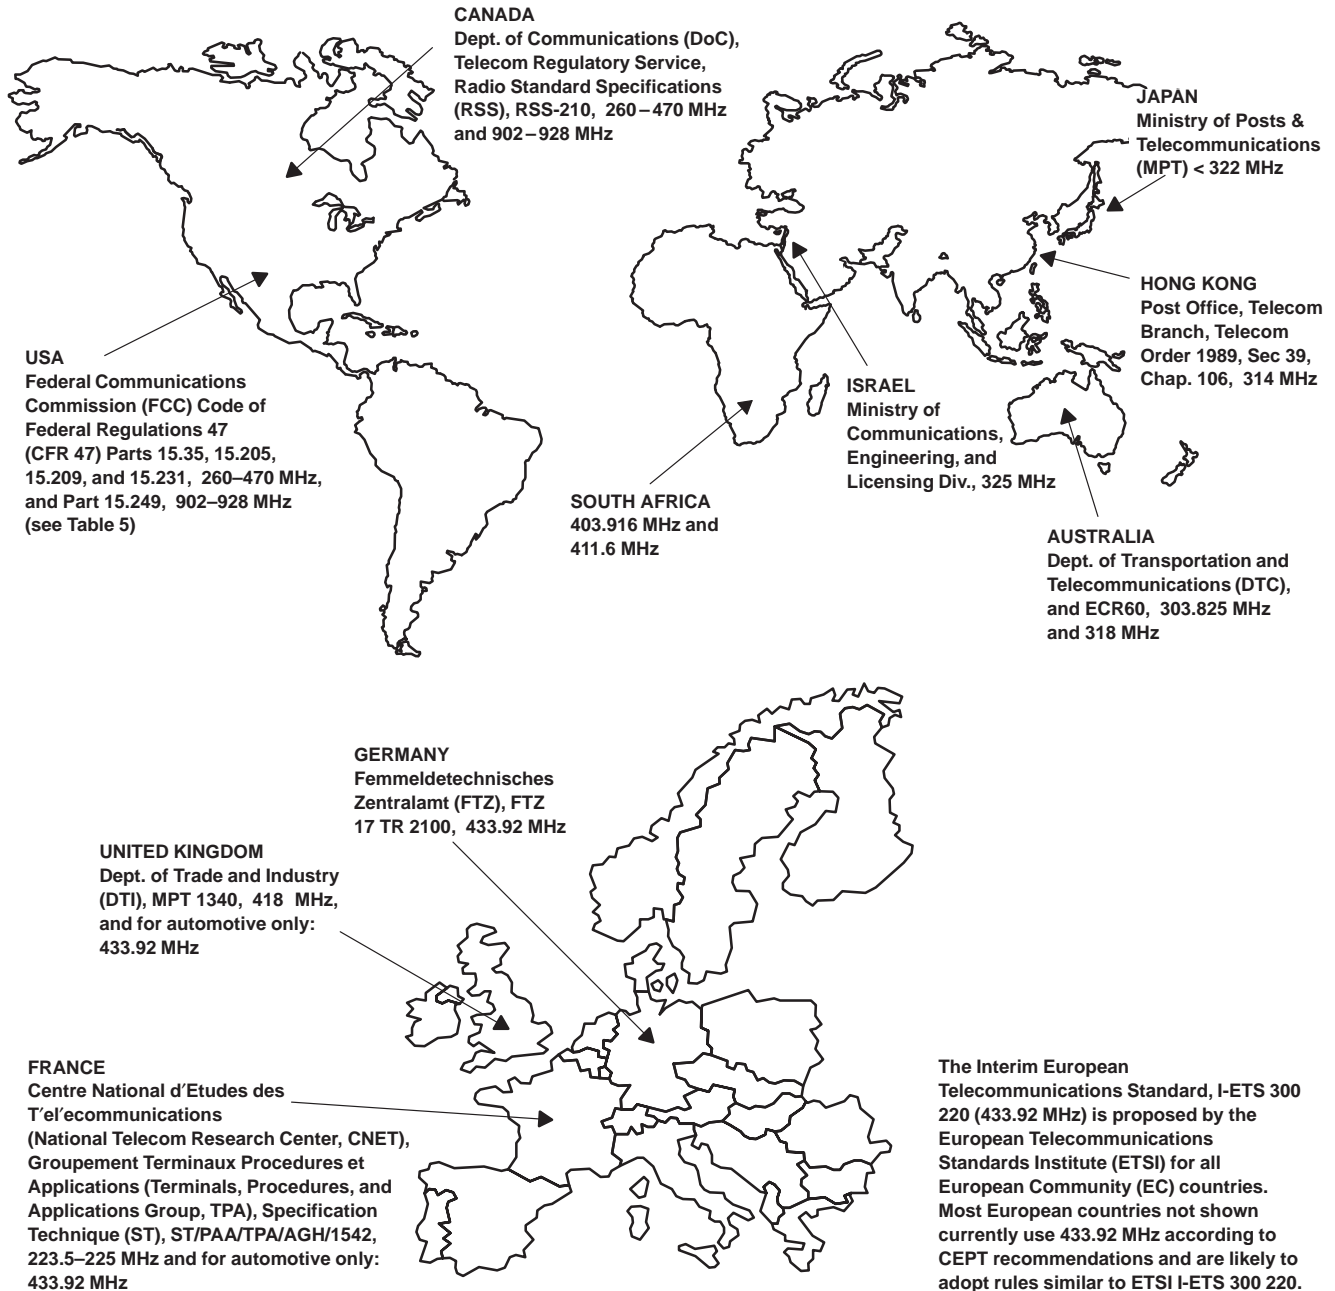 CANADA
Dept. of Communications (DoC),
Telecom Regulatory Service,
Radio Standard Specifications
(RSS), RSS-210, 260–470 MHz
and 902–928 MHz
JAPAN
Ministry of Posts &
Telecommunications
(MPT) < 322 MHz
HONG KONG
Post Office, Telecom
Branch, Telecom
Order 1989, Sec 39,
Chap. 106, 314 MHz
USA
Federal Communications
Commission (FCC) Code of
Federal Regulations 47
(CFR 47) Parts 15.35, 15.205,
15.209, and 15.231, 260–470 MHz,
and Part 15.249, 902–928 MHz
(see Table 5)
ISRAEL
Ministry of
Communications,
Engineering, and
Licensing Div., 325 MHz
SOUTH AFRICA
403.916 MHz and
411.6 MHz
AUSTRALIA
Dept. of Transportation and
Telecommunications (DTC),
and ECR60, 303.825 MHz
and 318 MHz
GERMANY
Femmeldetechnisches
Zentralamt (FTZ), FTZ
17 TR 2100, 433.92 MHz
UNITED KINGDOM
Dept. of Trade and Industry
(DTI), MPT 1340, 418 MHz,
and for automotive only:
433.92 MHz
FRANCE
Centre National d′Etudes des
T′el′ecommunications
(National Telecom Research Center, CNET),
Groupement Terminaux Procedures et
Applications (Terminals, Procedures, and
Applications Group, TPA), Specification
Technique (ST), ST/PAA/TPA/AGH/1542,
223.5–225 MHz and for automotive only:
433.92 MHz
The Interim European
Telecommunications Standard, I-ETS 300
220 (433.92 MHz) is proposed by the
European Telecommunications
Standards Institute (ETSI) for all
European Community (EC) countries.
Most European countries not shown
currently use 433.92 MHz according to
CEPT recommendations and are likely to
adopt rules similar to ETSI I-ETS 300 220.